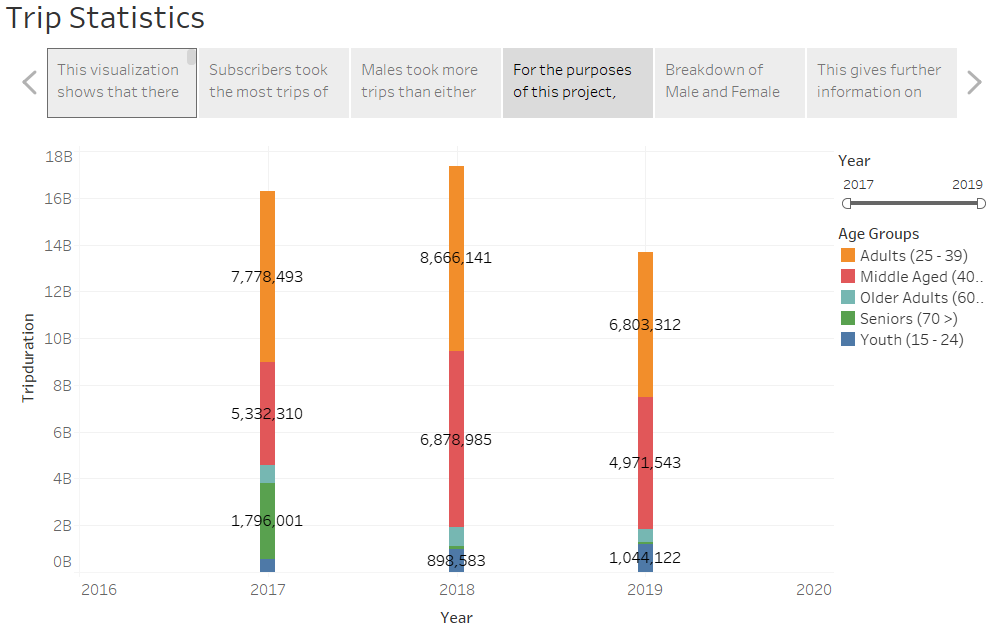 Trip Statistics
This visualization
shows that there
Subscribers took
the most trips of
Males took more
trips than either
For the purposes
of this project,
Breakdown of
Male and Female
This gives further
information on
Tripduration
18B
16B
14B
12B
10B
8B
6B
4B
2B
0B
7,778,493
5,332,310
1,796,001
8,666,141
6,878,985
898,583
6,803,312
4,971,543
1,044,122
2016
2017
2018
2019
2020
Year
Year
2017 2019
Age Groups
Adults (25 - 39)
Middle Aged (40..
Older Adults (60..
Seniors (70 >)
Youth (15 - 24)